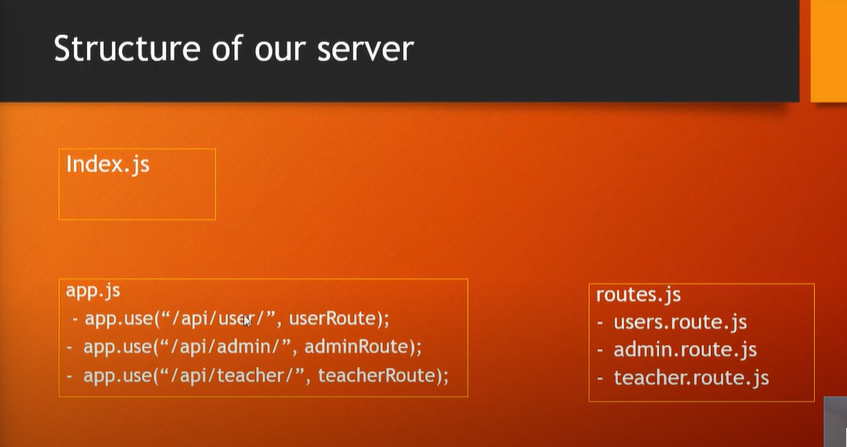 Structure of our server
Index.js
app.js
- app.use(“/api/user/”, userRoute);
- app.use(“/api/admin/”, adminRoute);
- app.use(“/api/teacher/”, teacherRoute);
routes.js
- users.route.js
- admin.route.js
- teacher.route.js